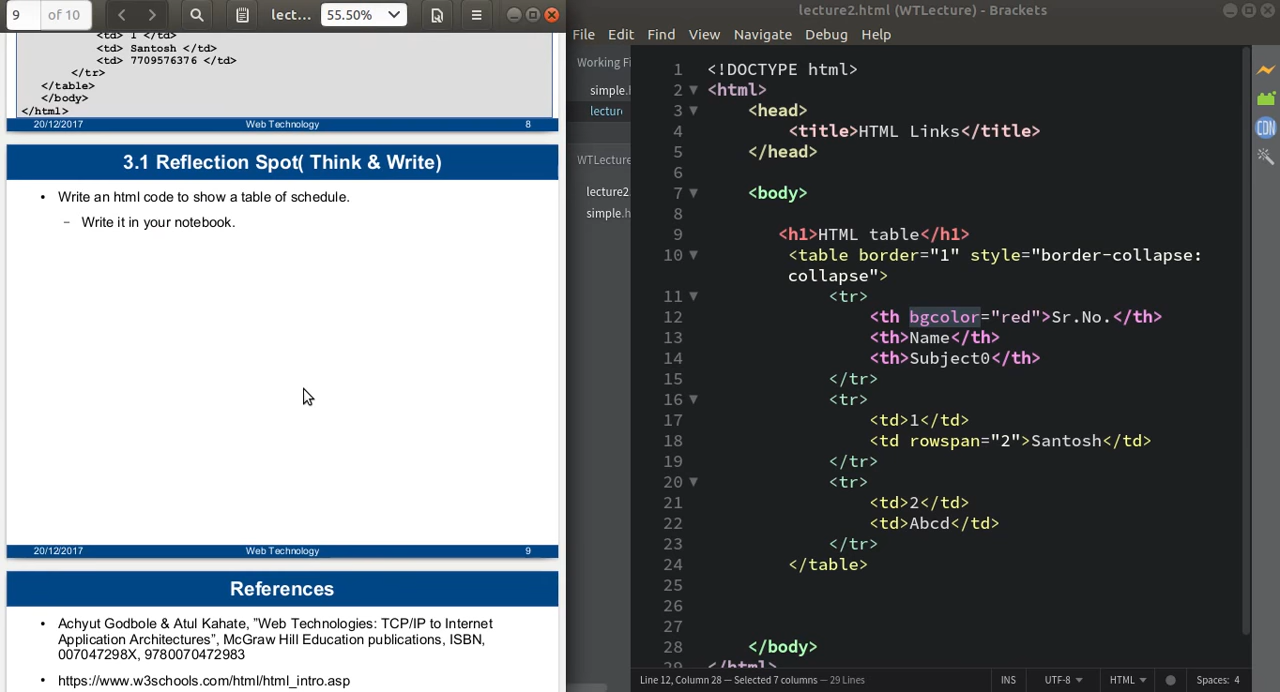 9 of 10 lect... 55.50%
<td> 1 </td>
<td> Santosh </td>
<td> 7709576376 </td>
</tr>
</table>
</body>
</html>
20/12/2017 Web Technology 8
3.1 Reflection Spot( Think & Write)
• Write an html code to show a table of schedule.
– Write it in your notebook.
20/12/2017 Web Technology 9
References
• Achyut Godbole & Atul Kahate, ”Web Technologies: TCP/IP to Internet
Application Architectures”, McGraw Hill Education publications, ISBN,
007047298X, 9780070472983
• https://www.w3schools.com/html/html_intro.asp
lecture2.html (WTLecture) - Brackets
File Edit Find View Navigate Debug Help
Working Fi
simple.h
lecture
WTLecture
lecture2.
simple.h
1 <!DOCTYPE html>
2 <html>
3 <head>
4 <title>HTML Links</title>
5 </head>
6
7 <body>
8
9 <h1>HTML table</h1>
10 <table border="1" style="border-collapse:
collapse">
11 <tr>
12 <th bgcolor="red">Sr.No.</th>
13 <th>Name</th>
14 <th>Subject0</th>
15 </tr>
16 <tr>
17 <td>1</td>
18 <td rowspan="2">Santosh</td>
19 </tr>
20 <tr>
21 <td>2</td>
22 <td>Abcd</td>
23 </tr>
24 </table>
25
26
27
28 </body>
29 </html>
CDN
Line 12, Column 28 — Selected 7 columns — 29 Lines INS UTF-8 HTML Spaces: 4